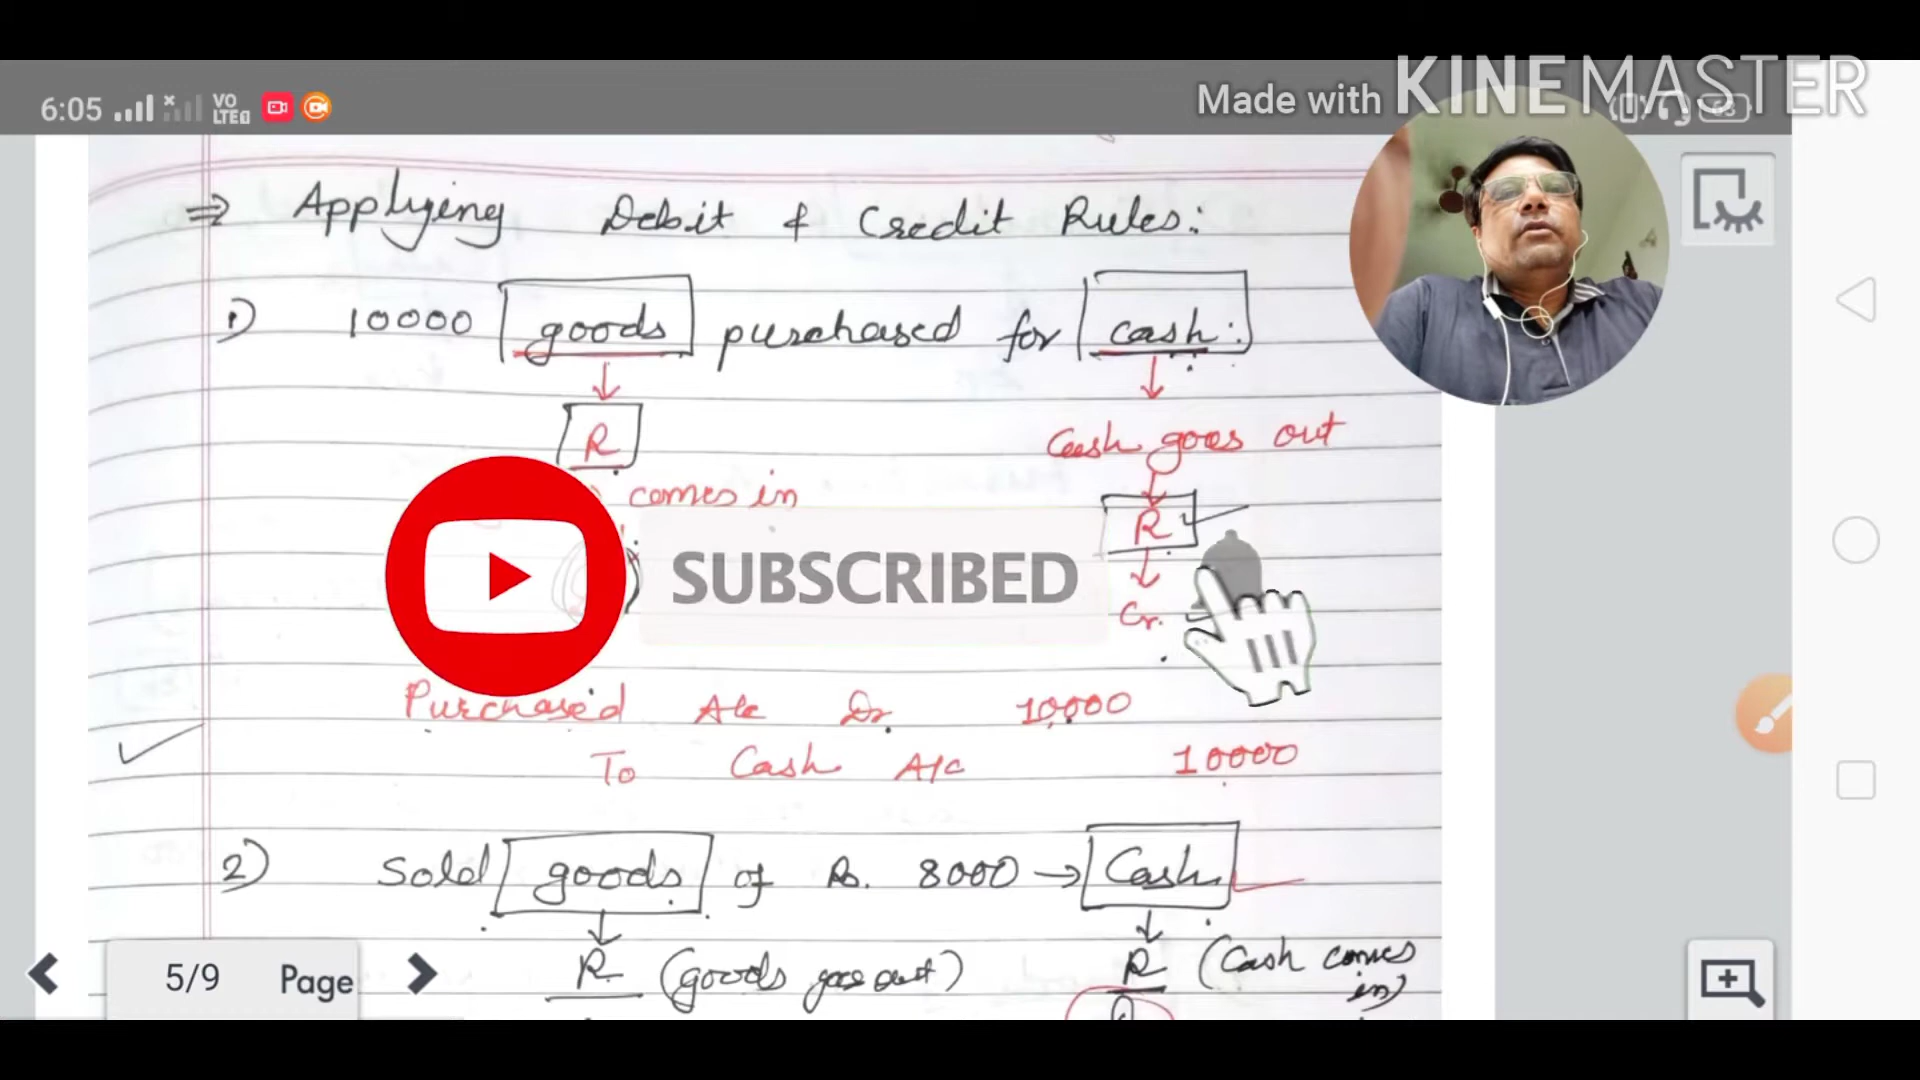 6:05 VO LTE
Made with KINEMASTER
⇒ Applying Debit & Credit Rules:
1) 10000 goods purchased for cash:
R
Cash goes out
comes in
R
SUBSCRIBED
Cr.
Purchased A/c Dr 10000
To Cash A/c 10000
2) Sold goods of Rs. 8000 → Cash
R (goods goes out) R (Cash comes in)
5/9 Page